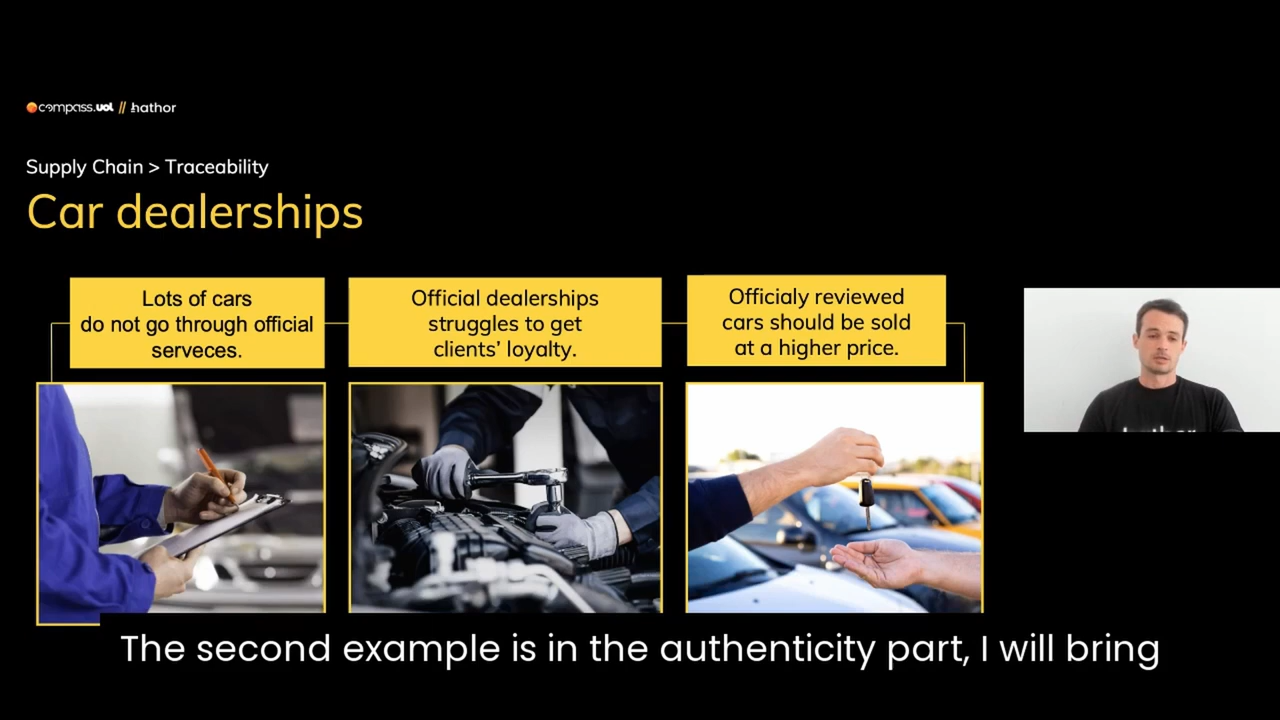 compass.uol // hathor
Supply Chain > Traceability
Car dealerships
Lots of cars
do not go through official
serveces.
Official dealerships
struggles to get
clients' loyalty.
Officialy reviewed
cars should be sold
at a higher price.
The second example is in the authenticity part, I will bring